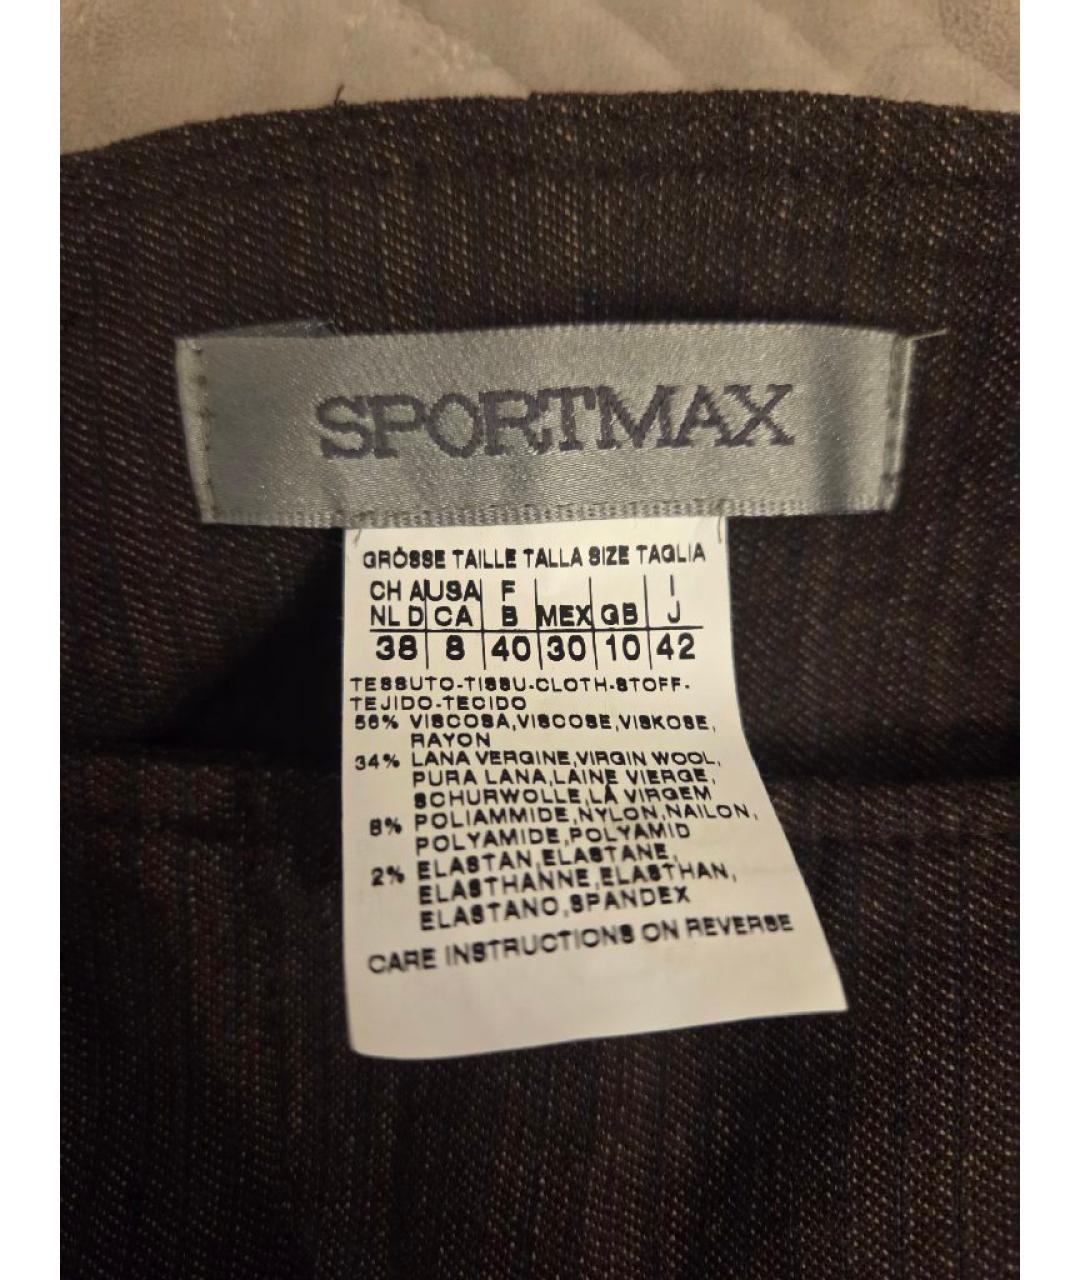 SPORTMAX
GRÖSSE TAILLE TALLA SIZE TAGLIA
CH A USA F I
NL D CA B MEX GB J
38 8 40 30 10 42
TESSUTO-TISSU-CLOTH-STOFF-
TEJIDO-TECIDO
56% VISCOSA,VISCOSE,VISKOSE,
RAYON
34% LANA VERGINE,VIRGIN WOOL,
PURA LANA,LAINE VIERGE,
SCHURWOLLE,LÀ VIRGEM
8% POLIAMMIDE,NYLON,NAILON,
POLYAMIDE,POLYAMID
2% ELASTAN,ELASTANE,
ELASTHANNE,ELASTHAN,
ELASTANO,SPANDEX
CARE INSTRUCTIONS ON REVERSE